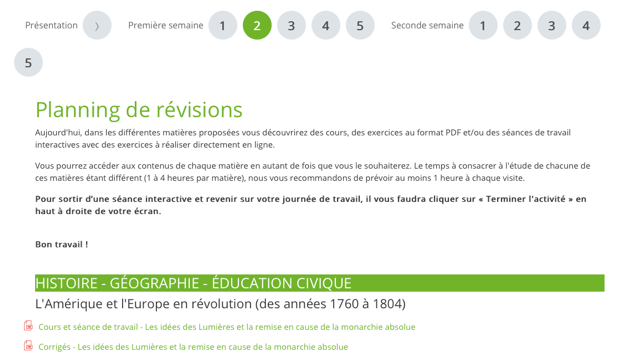 Présentation 〉 Première semaine 1 2 3 4 5 Seconde semaine 1 2 3 4
5
Planning de révisions
Aujourd'hui, dans les différentes matières proposées vous découvrirez des cours, des exercices au format PDF et/ou des séances de travail
interactives avec des exercices à réaliser directement en ligne.
Vous pourrez accéder aux contenus de chaque matière en autant de fois que vous le souhaiterez. Le temps à consacrer à l'étude de chacune de
ces matières étant différent (1 à 4 heures par matière), nous vous recommandons de prévoir au moins 1 heure à chaque visite.
Pour sortir d'une séance interactive et revenir sur votre journée de travail, il vous faudra cliquer sur « Terminer l'activité » en
haut à droite de votre écran.
Bon travail !
HISTOIRE - GÉOGRAPHIE - ÉDUCATION CIVIQUE
L'Amérique et l'Europe en révolution (des années 1760 à 1804)
Cours et séance de travail - Les idées des Lumières et la remise en cause de la monarchie absolue
Corrigés - Les idées des Lumières et la remise en cause de la monarchie absolue